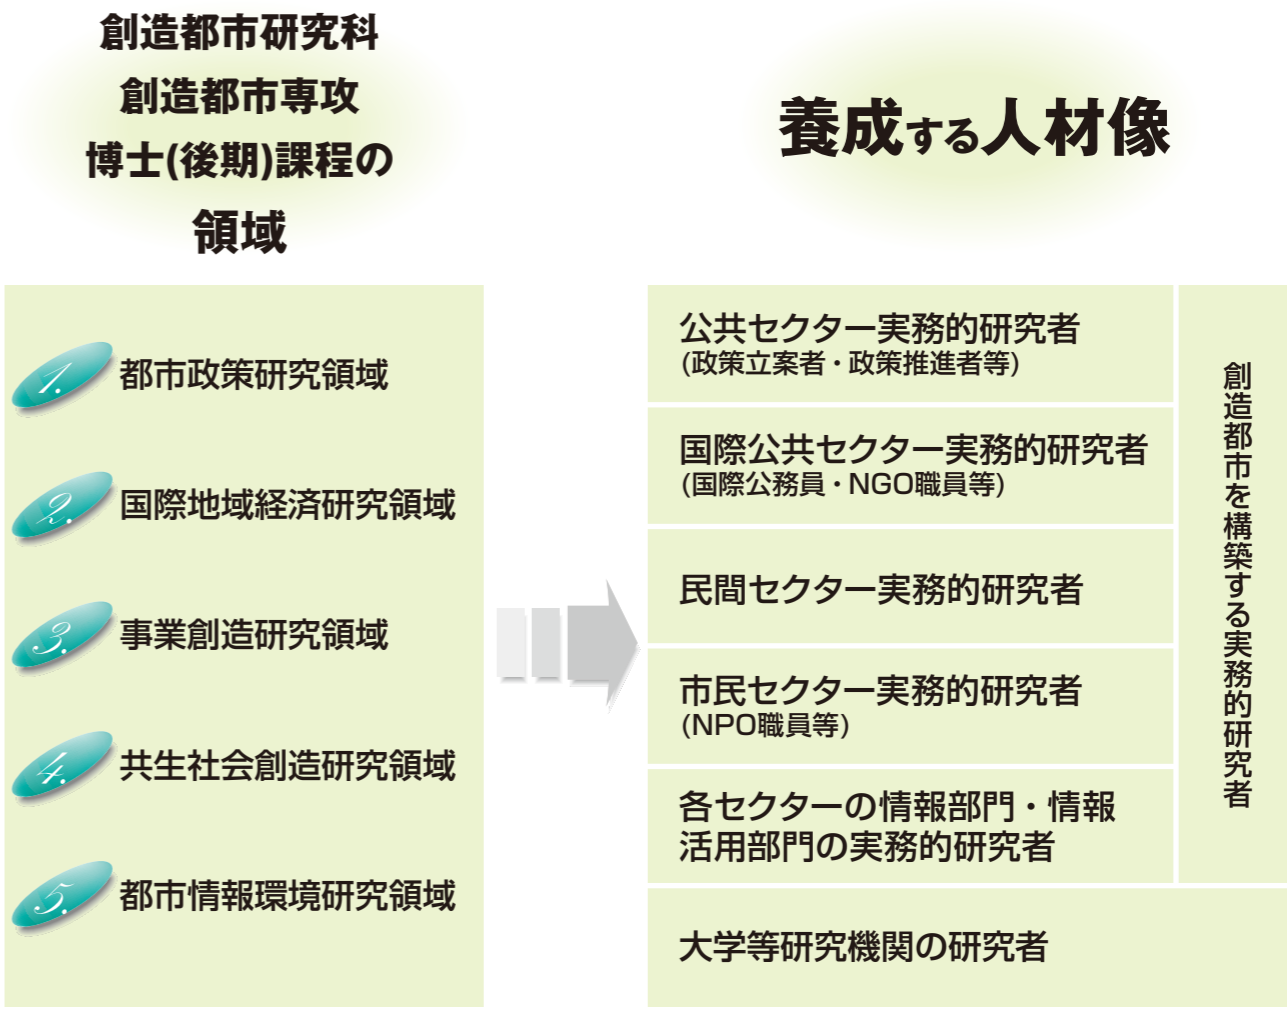 創造都市研究科
創造都市専攻
博士(後期)課程の
領域
1. 都市政策研究領域
2. 国際地域経済研究領域
3. 事業創造研究領域
4. 共生社会創造研究領域
5. 都市情報環境研究領域
養成する人材像
公共セクター実務的研究者
(政策立案者・政策推進者等)
国際公共セクター実務的研究者
(国際公務員・NGO職員等)
民間セクター実務的研究者
市民セクター実務的研究者
(NPO職員等)
各セクターの情報部門・情報
活用部門の実務的研究者
創造都市を構築する実務的研究者
大学等研究機関の研究者